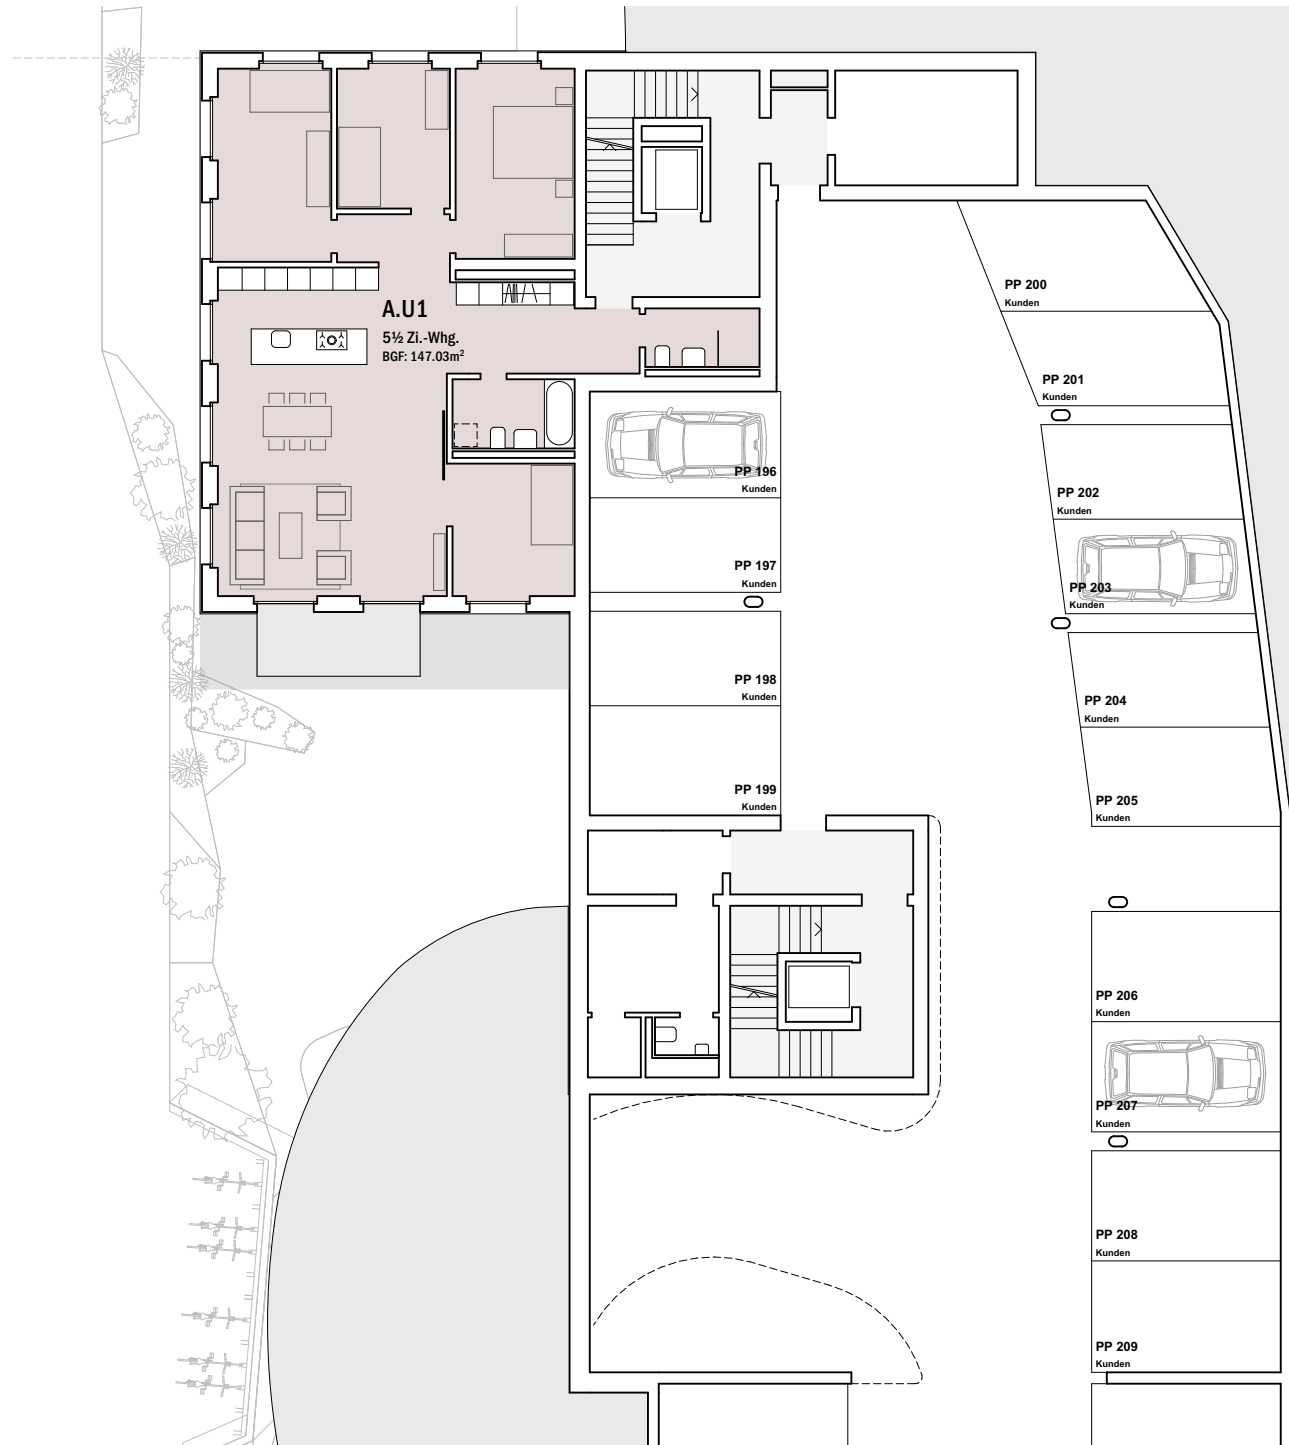 A.U1
5½ Zi.-Whg.
BGF: 147.03m²
PP 196
Kunden
PP 197
Kunden
PP 198
Kunden
PP 199
Kunden
PP 200
Kunden
PP 201
Kunden
PP 202
Kunden
PP 203
Kunden
PP 204
Kunden
PP 205
Kunden
PP 206
Kunden
PP 207
Kunden
PP 208
Kunden
PP 209
Kunden